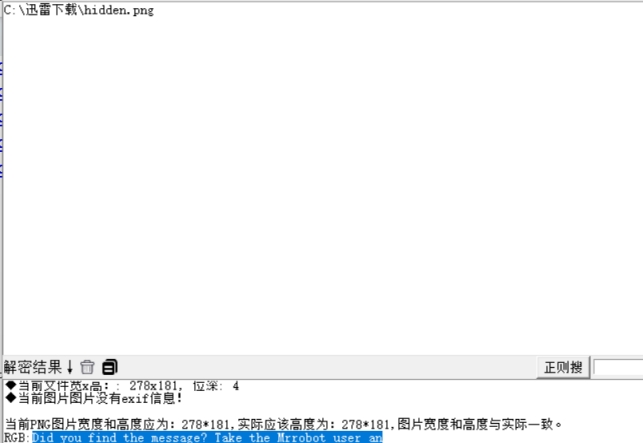 C:\迅雷下载\hidden.png
解密结果↓
正则搜
◆当前文件宽x高：: 278x181, 位深: 4
◆当前图片图片没有exif信息!
当前PNG图片宽度和高度应为: 278*181,实际应该高度为: 278*181,图片宽度和高度与实际一致。
RGB:Did you find the message? Take the Mrrobot user an